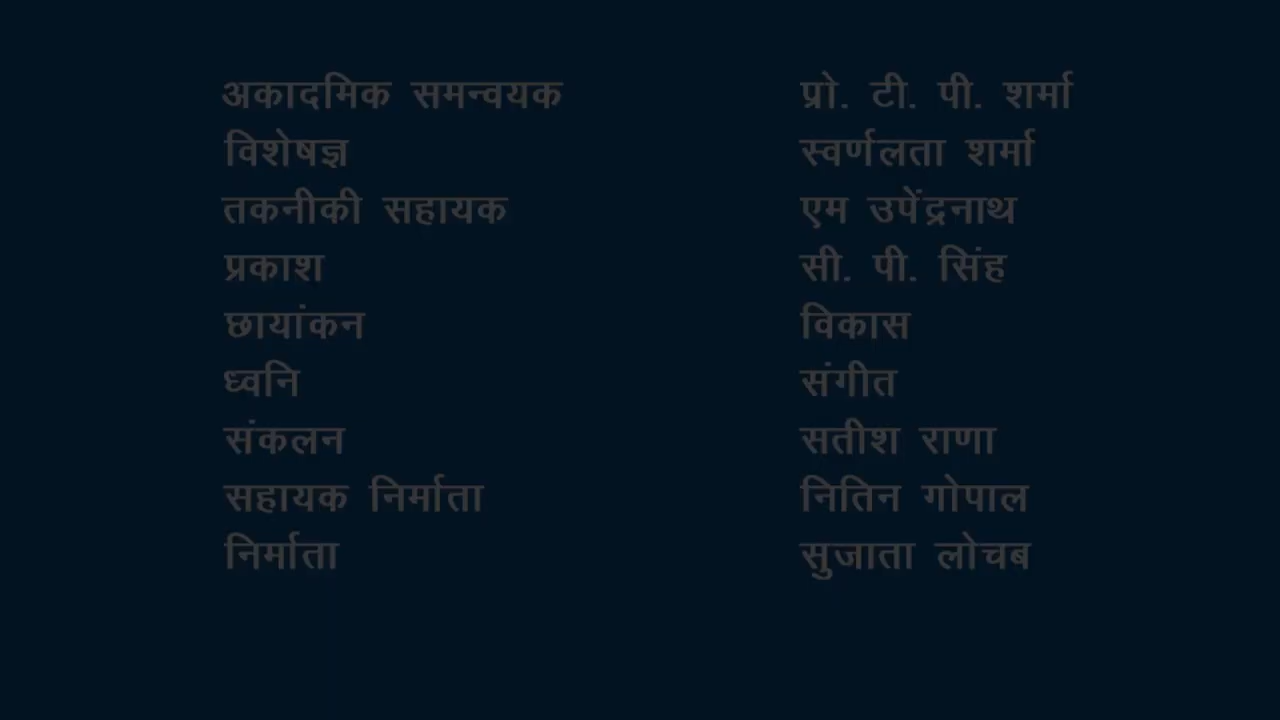 अकादमिक समन्वयक प्रो. टी. पी. शर्मा
विशेषज्ञ स्वर्णलता शर्मा
तकनीकी सहायक एम उपेंद्रनाथ
प्रकाश सी. पी. सिंह
छायांकन विकास
ध्वनि संगीत
संकलन सतीश राणा
सहायक निर्माता नितिन गोपाल
निर्माता सुजाता लोचब